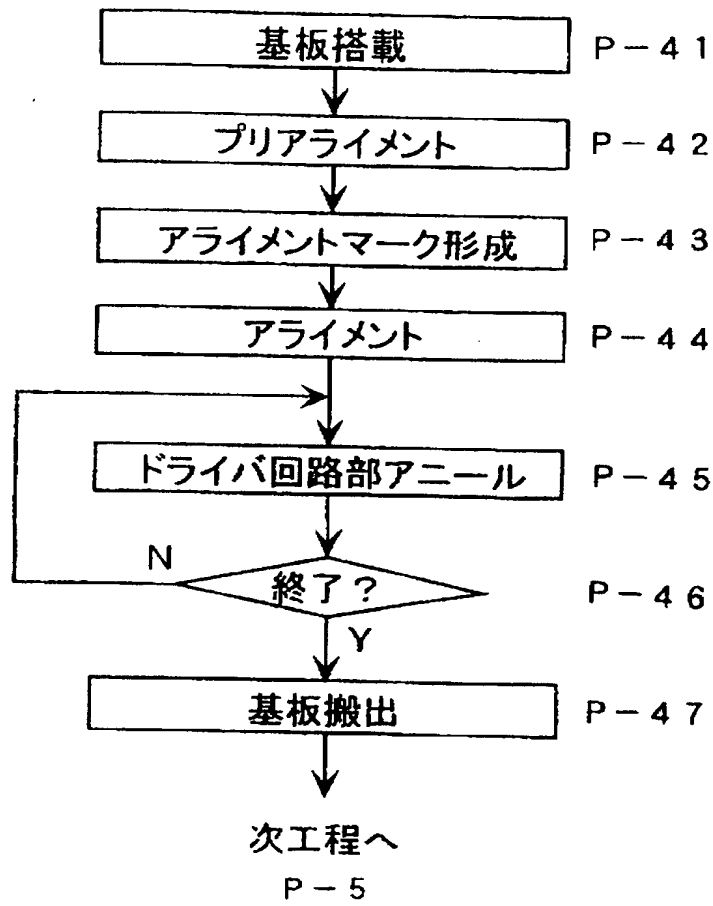 基板搭載 P-41
プリアライメント P-42
アライメントマーク形成 P-43
アライメント P-44
ドライバ回路部アニール P-45
N
終了? P-46
Y
基板搬出 P-47
次工程へ
P-5